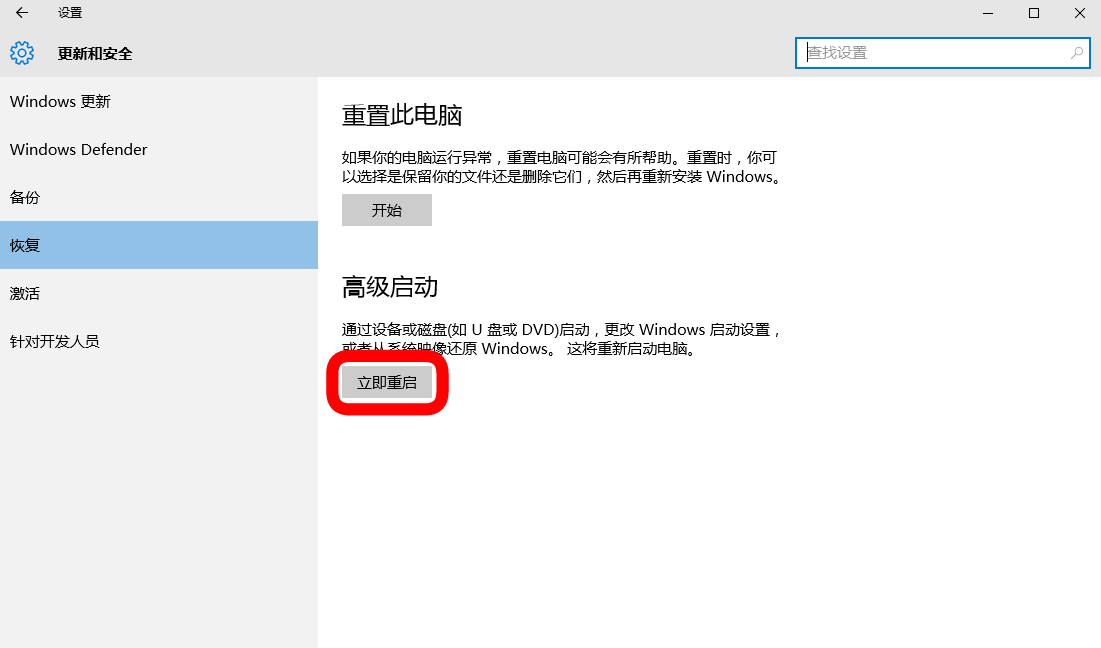 设置
更新和安全
查找设置
Windows 更新
Windows Defender
备份
恢复
激活
针对开发人员
重置此电脑
如果你的电脑运行异常，重置电脑可能会有所帮助。重置时，你可
以选择是保留你的文件还是删除它们，然后再重新安装 Windows。
开始
高级启动
通过设备或磁盘(如 U 盘或 DVD)启动，更改 Windows 启动设置，
或者从系统映像还原 Windows。 这将重新启动电脑。
立即重启